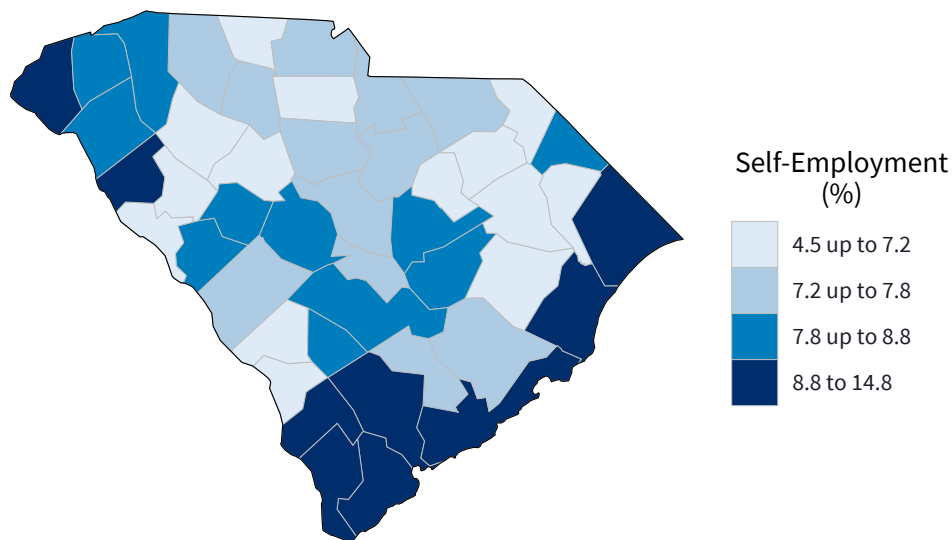 Self-Employment
(%)
4.5 up to 7.2
7.2 up to 7.8
7.8 up to 8.8
8.8 to 14.8